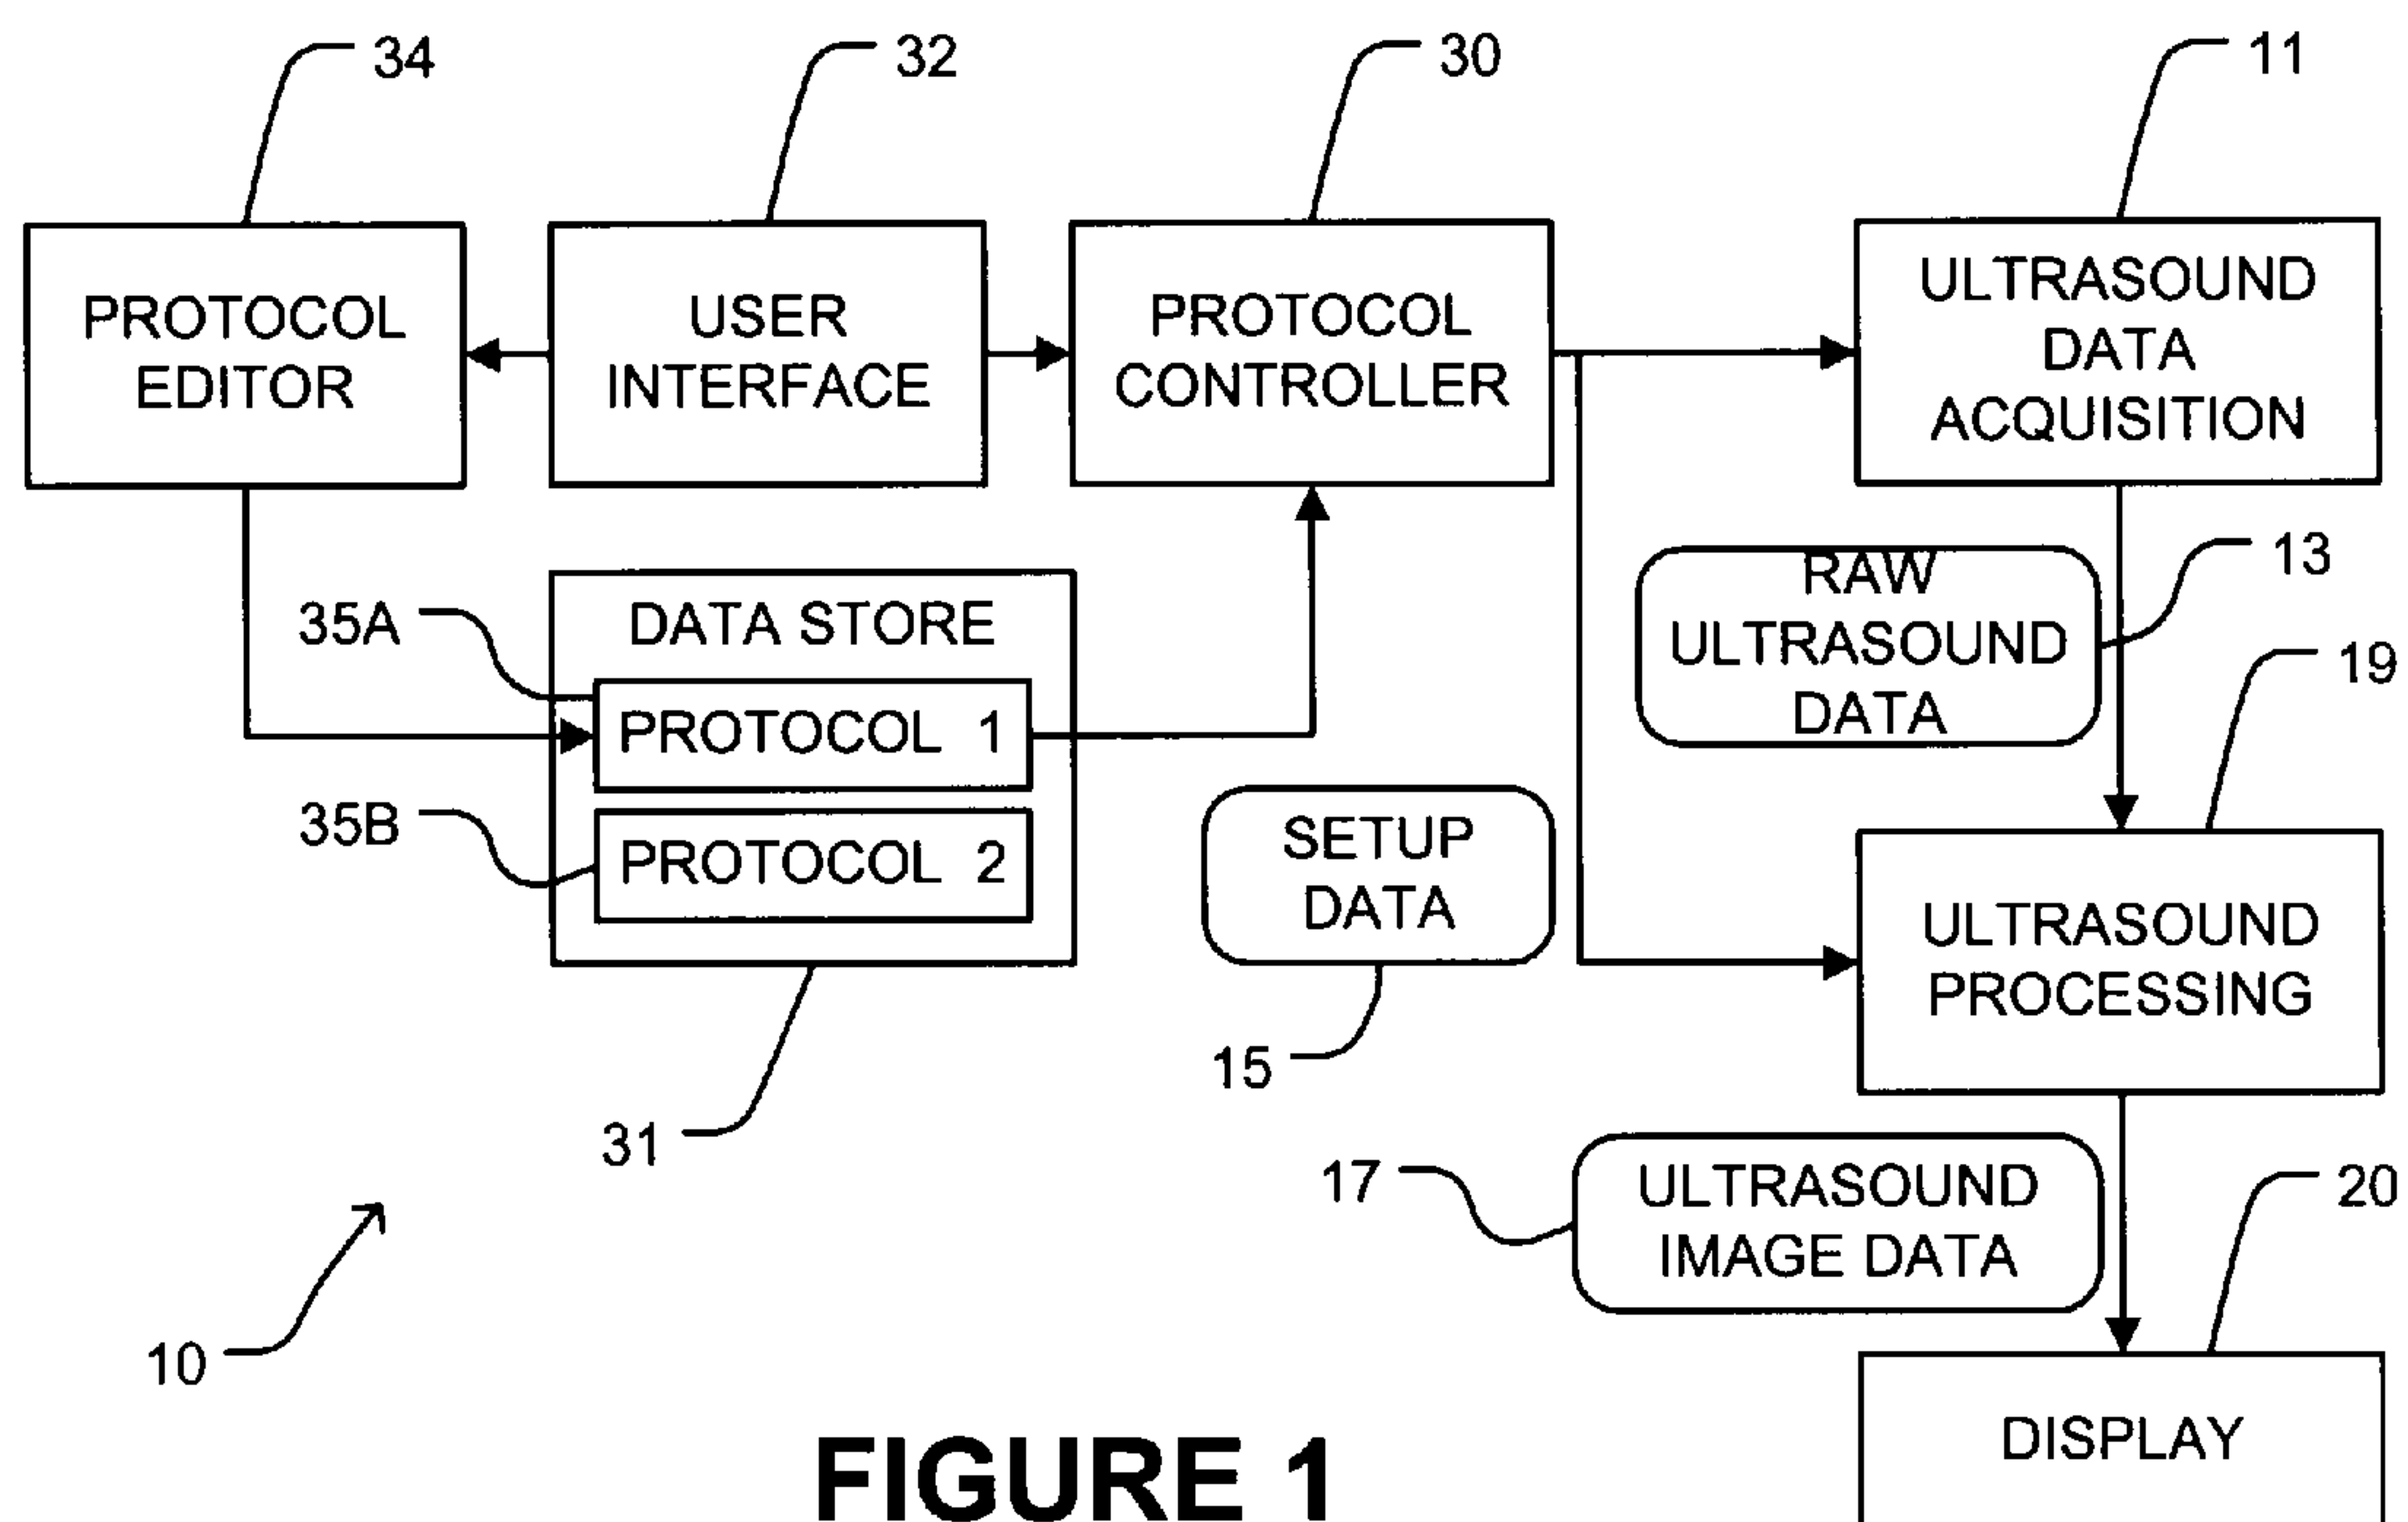 34
32
30
11
PROTOCOL
EDITOR
USER
INTERFACE
PROTOCOL
CONTROLLER
ULTRASOUND
DATA
ACQUISITION
35A
DATA STORE
PROTOCOL 1
35B
PROTOCOL 2
31
RAW
ULTRASOUND
DATA
13
19
SETUP
DATA
15
ULTRASOUND
PROCESSING
17
ULTRASOUND
IMAGE DATA
20
10
DISPLAY
FIGURE 1